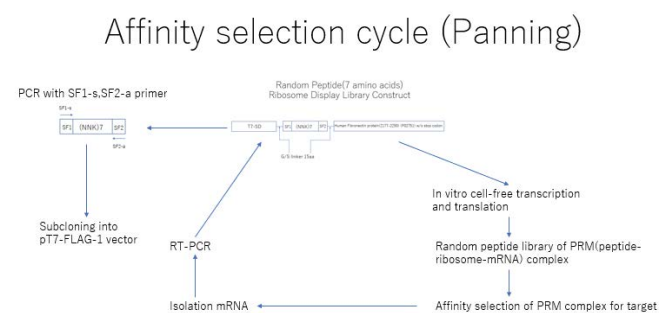 Affinity selection cycle (Panning)
Random Peptide(7 amino acids)
Ribosome Display Library Construct
PCR with SF1-s,SF2-a primer
SF1-s
SF1 (NNK)7 SF2
SF2-a
SF1 (NNK)7 SF2
G/S linker 15aa
In vitro cell-free transcription
and translation
Subcloning into
pT7-FLAG-1 vector
RT-PCR
Random peptide library of PRM(peptide-
ribosome-mRNA) complex
Isolation mRNA
Affinity selection of PRM complex for target